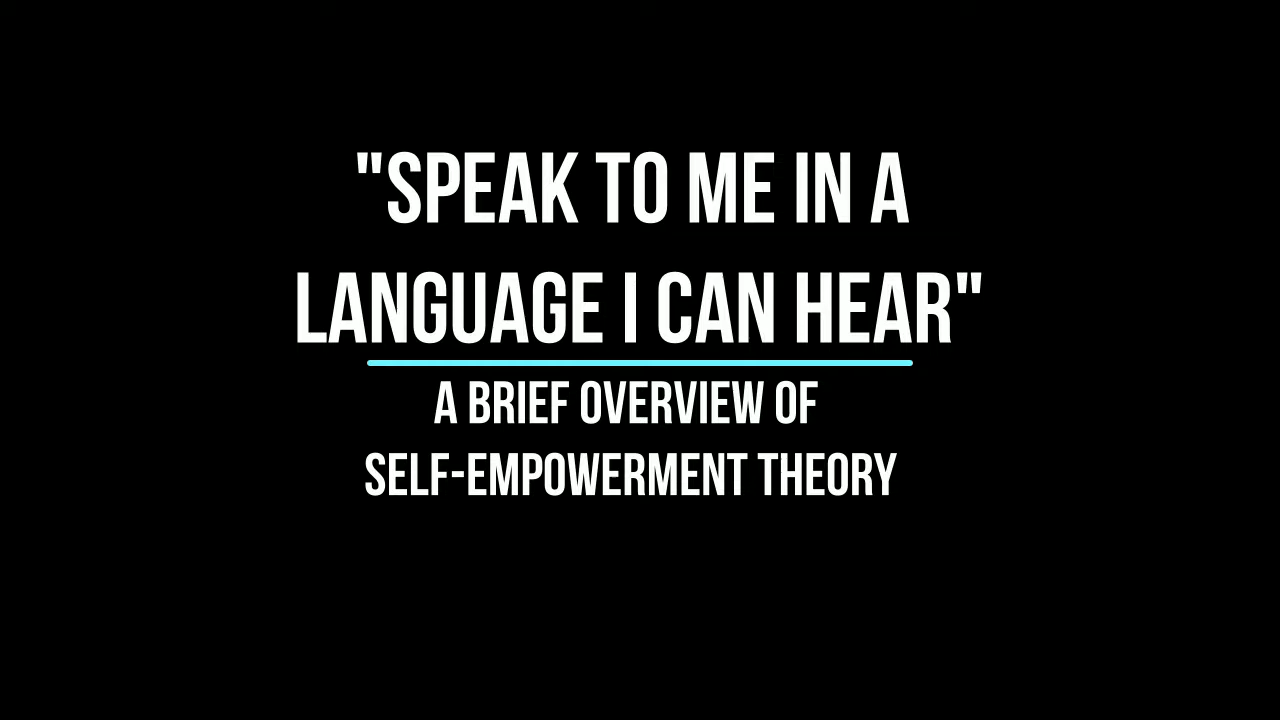 "SPEAK TO ME IN A
LANGUAGE I CAN HEAR"
A BRIEF OVERVIEW OF
SELF-EMPOWERMENT THEORY